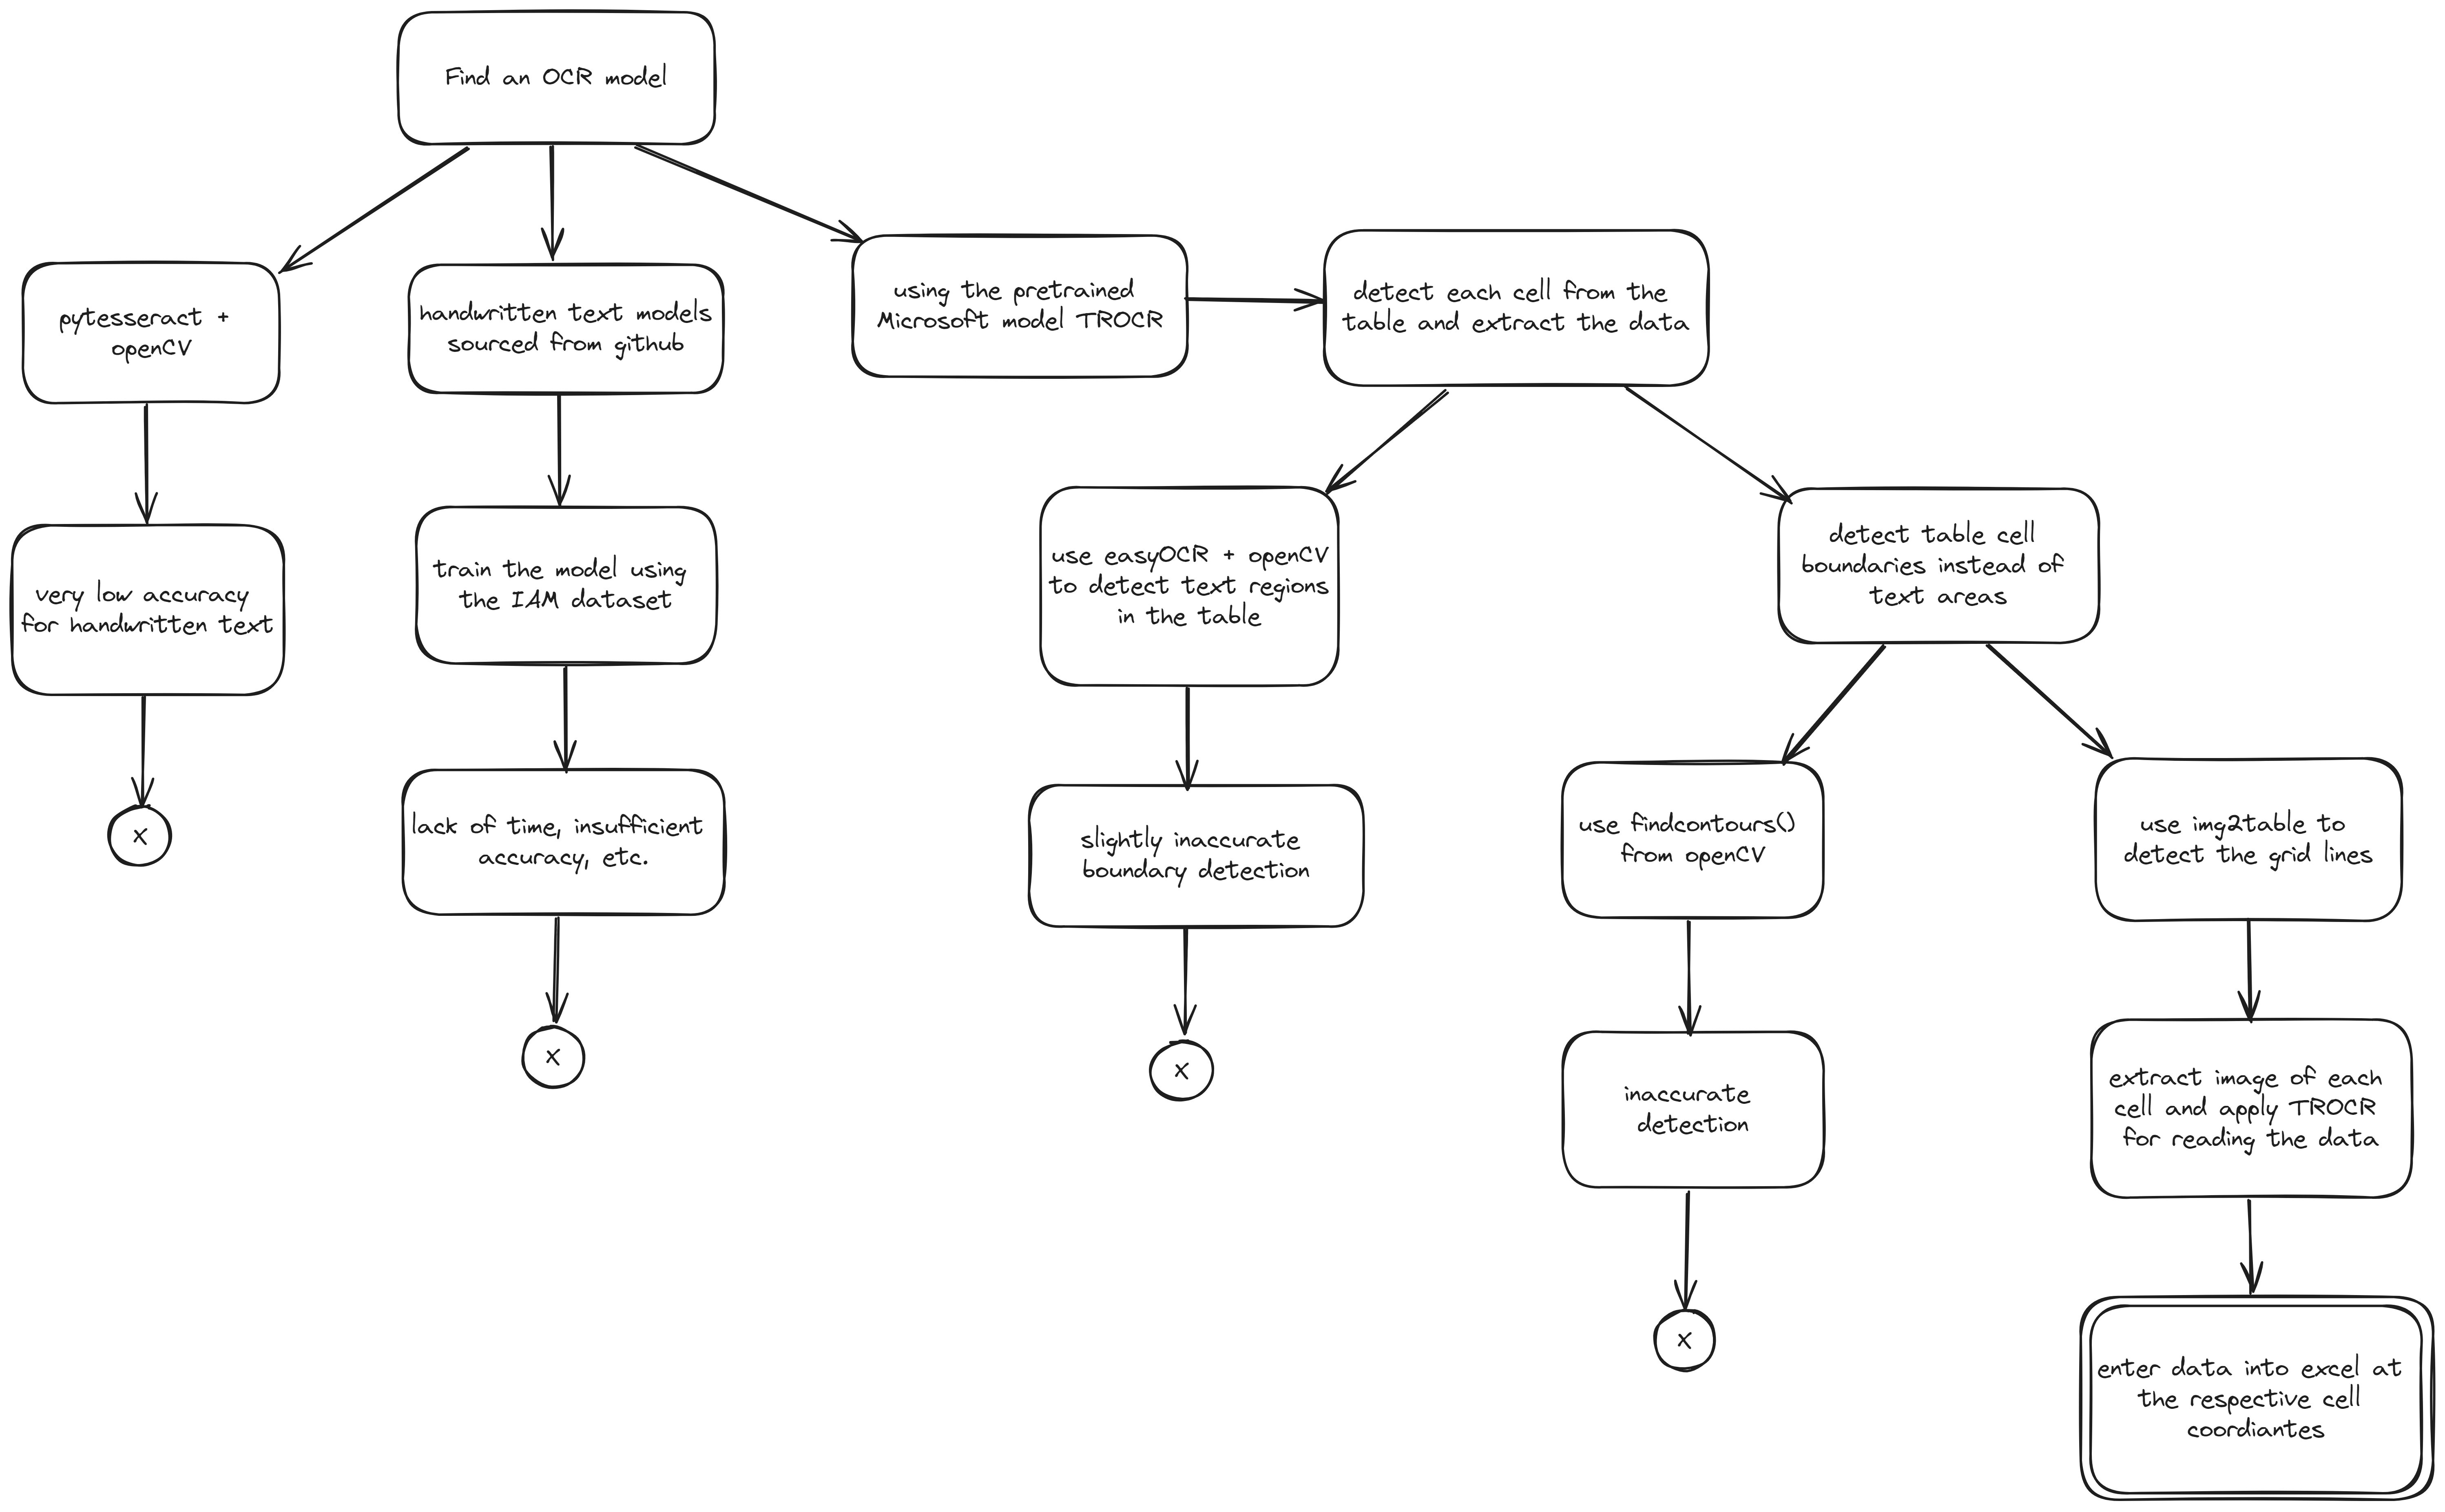 Find an OCR model
pytesseract +
openCV
handwritten text models
sourced from github
using the pretrained
Microsoft model TROCR
detect each cell from the
table and extract the data
very low accuracy
for handwritten text
train the model using
the IAM dataset
use easyOCR + openCV
to detect text regions
in the table
detect table cell
boundaries instead of
text areas
x
lack of time, insufficient
accuracy, etc.
slightly inaccurate
boundary detection
use findcontours()
from openCV
use img2table to
detect the grid lines
x
x
inaccurate
detection
extract image of each
cell and apply TROCR
for reading the data
x
enter data into excel at
the respective cell
coordiantes